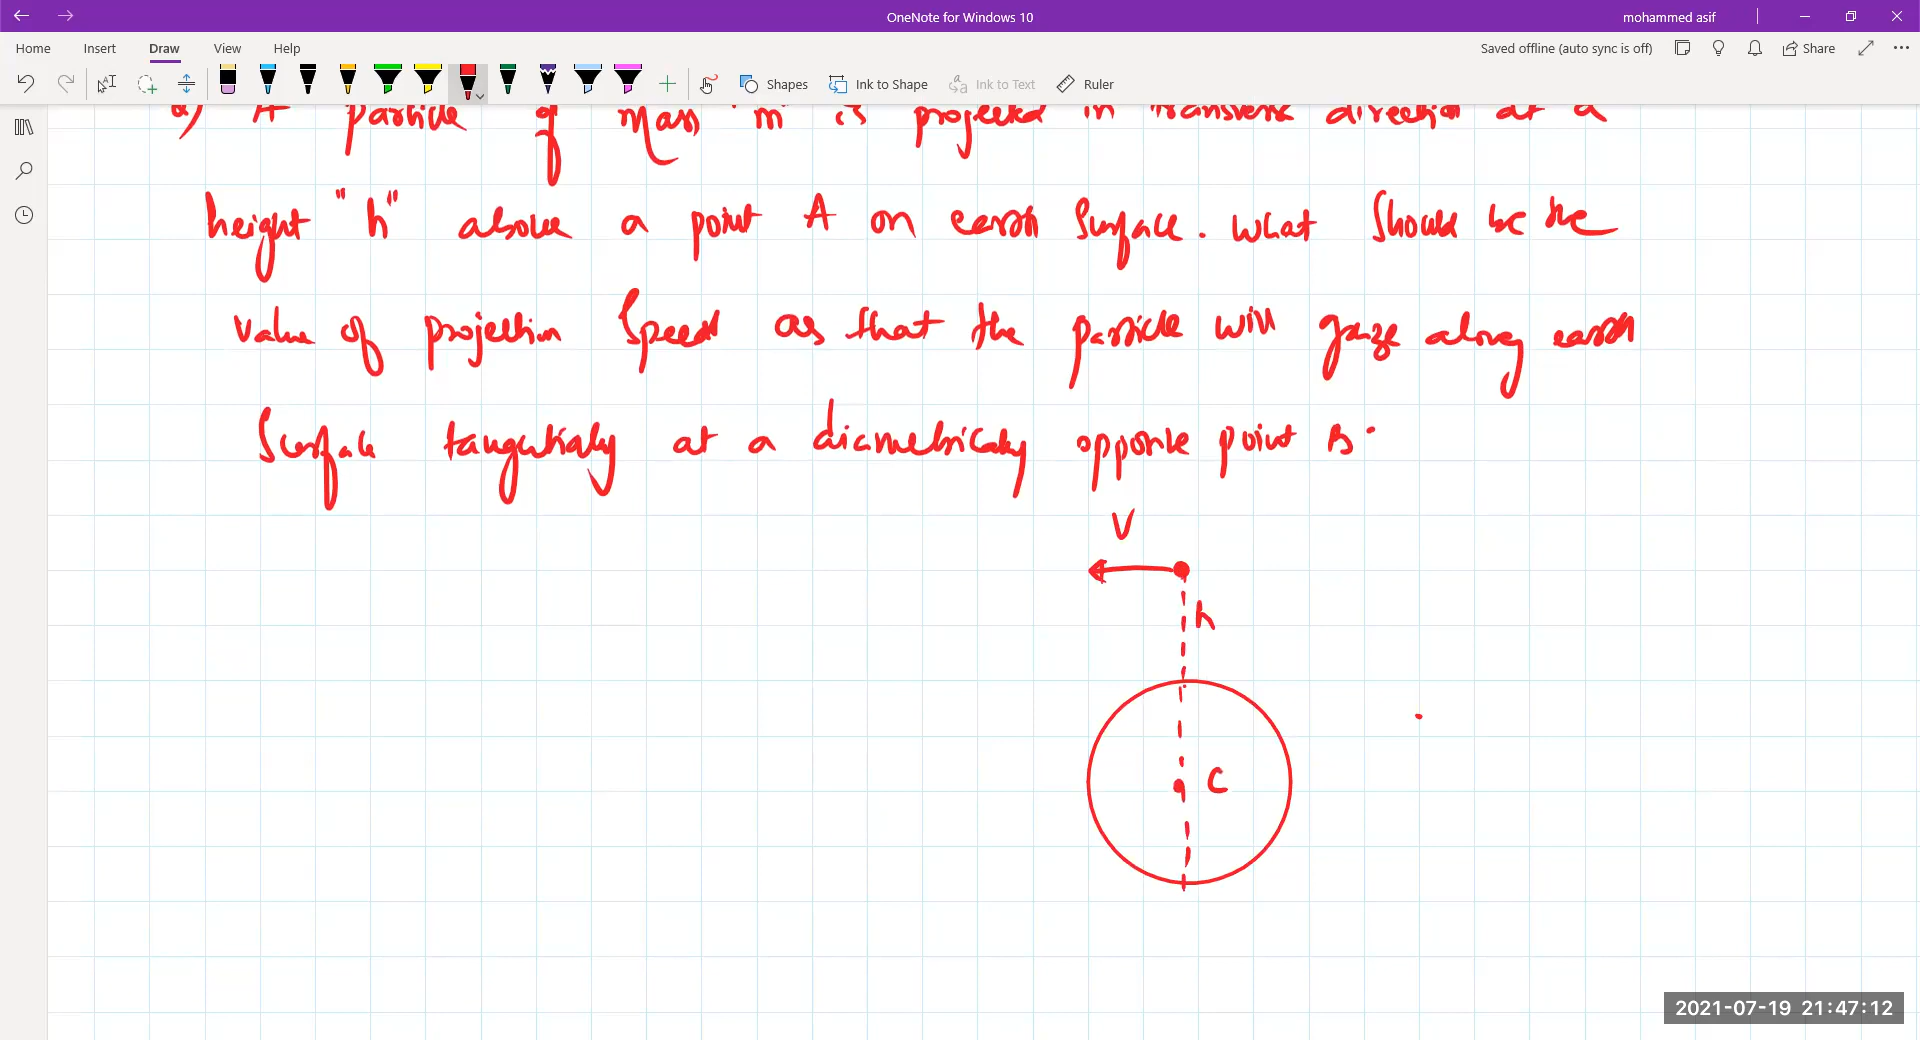 OneNote for Windows 10
mohammed asif
Home Insert Draw View Help
Saved offline (auto sync is off) Share
Shapes Ink to Shape Ink to Text Ruler
a) A particle of mass "m" is projected in transverse direction at a
height "h" above a point A on earth surface. What should be the
value of projection speed as that the particle will graze along earth
surface tangentialy at a diametricaly opposite point B.
V
h
C
2021-07-19 21:47:12